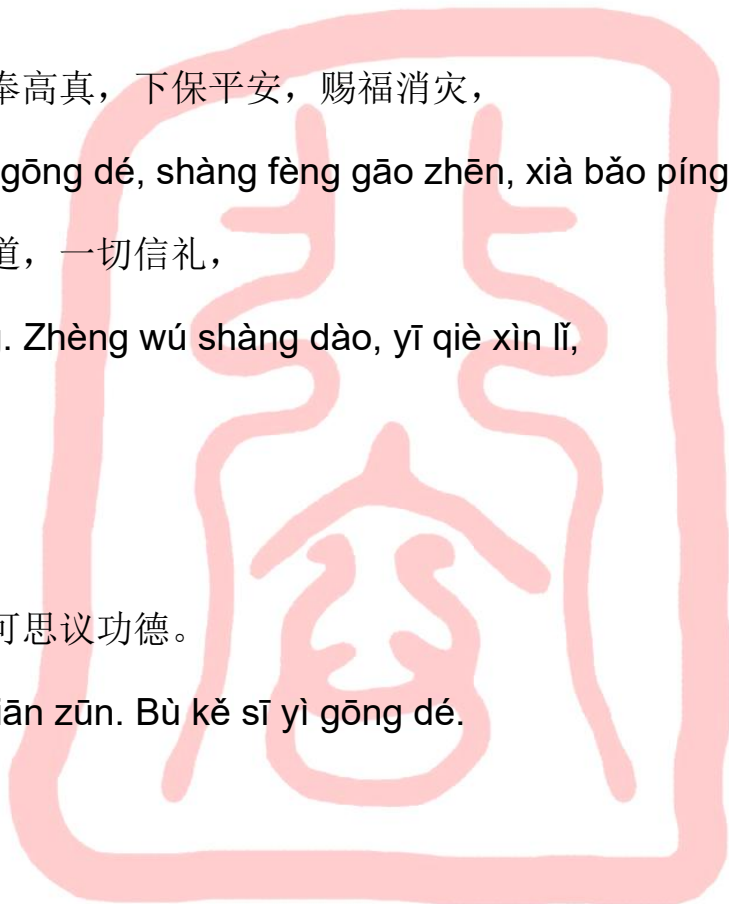 奉高真，下保平安，赐福消灾，
gōng dé, shàng fèng gāo zhēn, xià bǎo píng
道，一切信礼，
. Zhèng wú shàng dào, yī qiè xìn lǐ,
可思议功德。
iān zūn. Bù kě sī yì gōng dé.